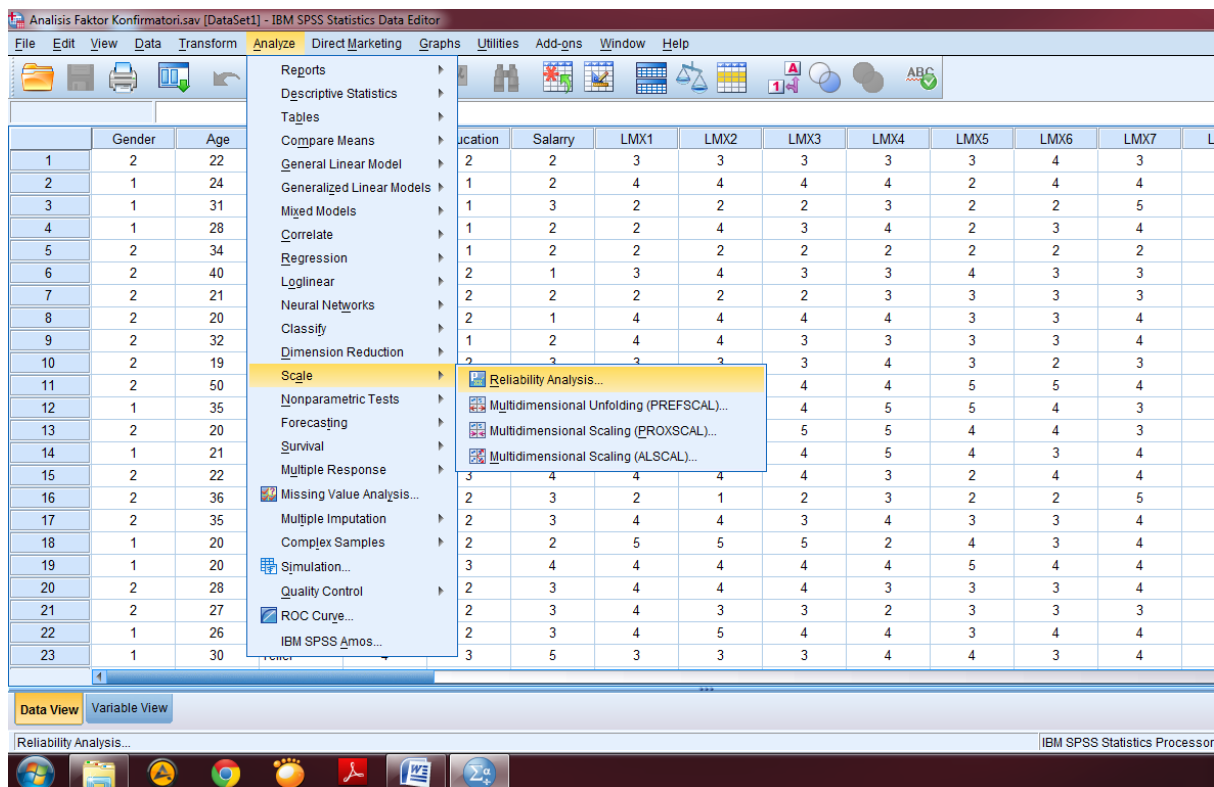 Analisis Faktor Konfirmatori.sav [DataSet1] - IBM SPSS Statistics Data Editor
File Edit View Data Transform Analyze Direct Marketing Graphs Utilities Add-ons Window Help
A
1
ABC
Reports
Descriptive Statistics
Tables
Compare Means
General Linear Model
Generalized Linear Models
Mixed Models
Correlate
Regression
Loglinear
Neural Networks
Classify
Dimension Reduction
Scale
Nonparametric Tests
Forecasting
Survival
Multiple Response
Missing Value Analysis...
Multiple Imputation
Complex Samples
Simulation...
Quality Control
ROC Curve...
IBM SPSS Amos...
Reliability Analysis...
Multidimensional Unfolding (PREFSCAL)...
Multidimensional Scaling (PROXSCAL)...
Multidimensional Scaling (ALSCAL)...
Gender Age ucation Salarry LMX1 LMX2 LMX3 LMX4 LMX5 LMX6 LMX7 L
1 2 22 2 2 3 3 3 3 3 4 3
2 1 24 1 2 4 4 4 4 2 4 4
3 1 31 1 3 2 2 2 3 2 2 5
4 1 28 1 2 2 4 3 4 2 3 4
5 2 34 1 2 2 2 2 2 2 2 2
6 2 40 2 1 3 4 3 3 4 3 3
7 2 21 2 2 2 2 2 3 3 3 3
8 2 20 2 1 4 4 4 4 3 3 4
9 2 32 1 2 4 4 3 3 3 3 4
10 2 19 2 3 3 3 3 4 3 2 3
11 2 50 4 4 5 5 4
12 1 35 4 5 5 4 3
13 2 20 5 5 4 4 3
14 1 21 4 5 4 3 4
15 2 22 3 4 4 4 4 3 2 4 4
16 2 36 2 3 2 1 2 3 2 2 5
17 2 35 2 3 4 4 3 4 3 3 4
18 1 20 2 2 5 5 5 2 4 3 4
19 1 20 3 4 4 4 4 4 5 4 4
20 2 28 2 3 4 4 4 3 3 3 4
21 2 27 2 3 4 3 3 2 3 3 3
22 1 26 2 3 4 5 4 4 3 4 4
23 1 30 4 3 5 3 3 3 4 4 3 4
Data View Variable View
Reliability Analysis...
IBM SPSS Statistics Processor